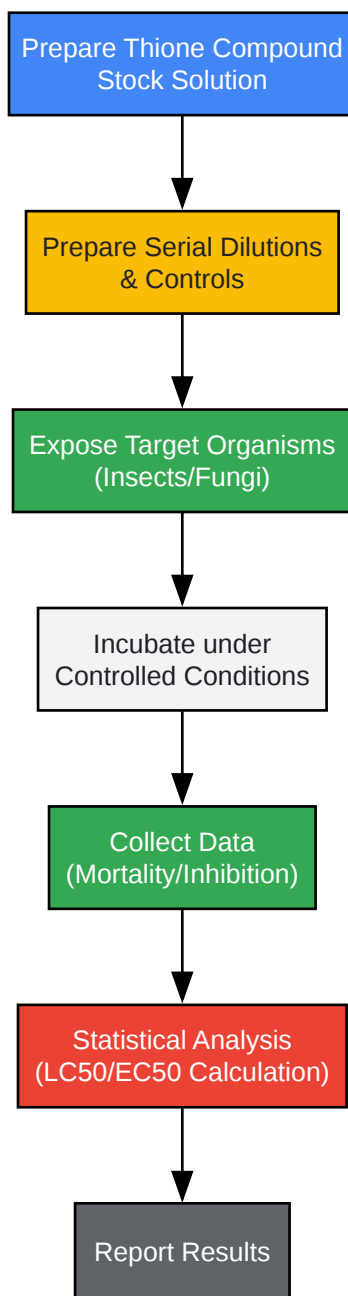 Prepare Thione Compound
Stock Solution
Prepare Serial Dilutions
& Controls
Expose Target Organisms
(Insects/Fungi)
Incubate under
Controlled Conditions
Collect Data
(Mortality/Inhibition)
Statistical Analysis
(LC50/EC50 Calculation)
Report Results